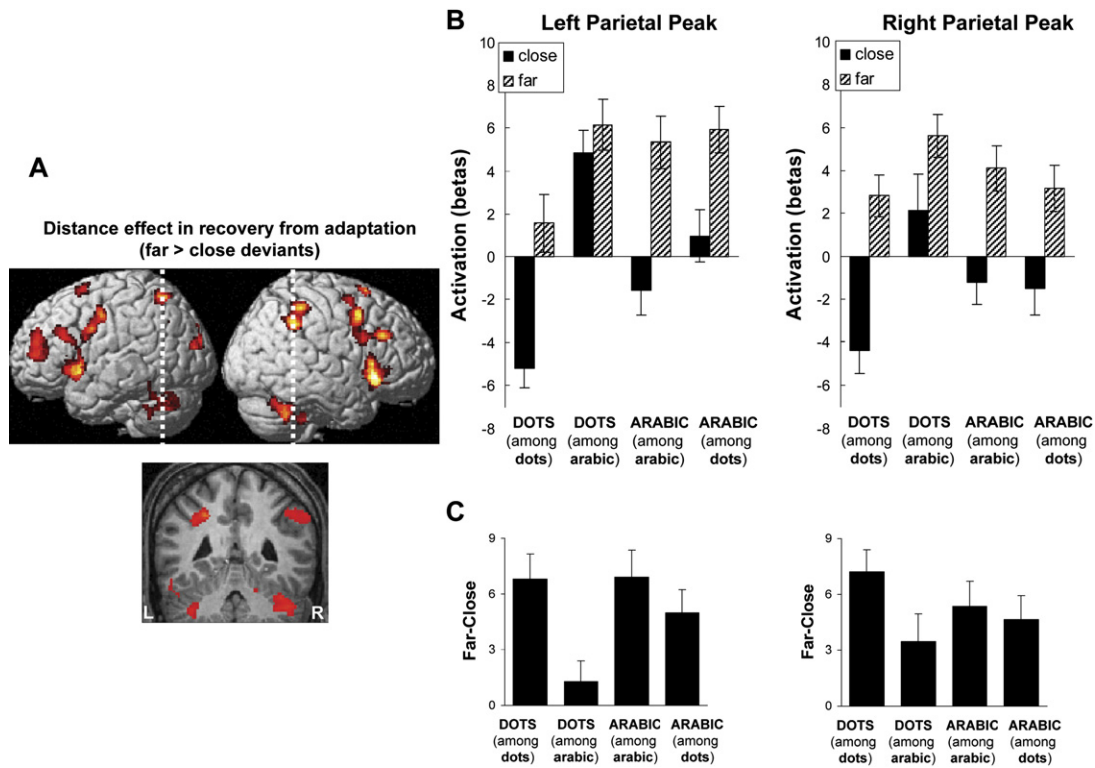 A
Distance effect in recovery from adaptation
(far > close deviants)
L
R
B
Left Parietal Peak
Activation (betas)
10
8
6
4
2
0
-2
-4
-6
-8
close
far
DOTS
(among
dots)
DOTS
(among
arabic)
ARABIC
(among
arabic)
ARABIC
(among
dots)
Right Parietal Peak
Activation (betas)
10
8
6
4
2
0
-2
-4
-6
-8
close
far
DOTS
(among
dots)
DOTS
(among
arabic)
ARABIC
(among
arabic)
ARABIC
(among
dots)
C
Far-Close
9
6
3
0
DOTS
(among
dots)
DOTS
(among
arabic)
ARABIC
(among
arabic)
ARABIC
(among
dots)
Far-Close
9
6
3
0
DOTS
(among
dots)
DOTS
(among
arabic)
ARABIC
(among
arabic)
ARABIC
(among
dots)